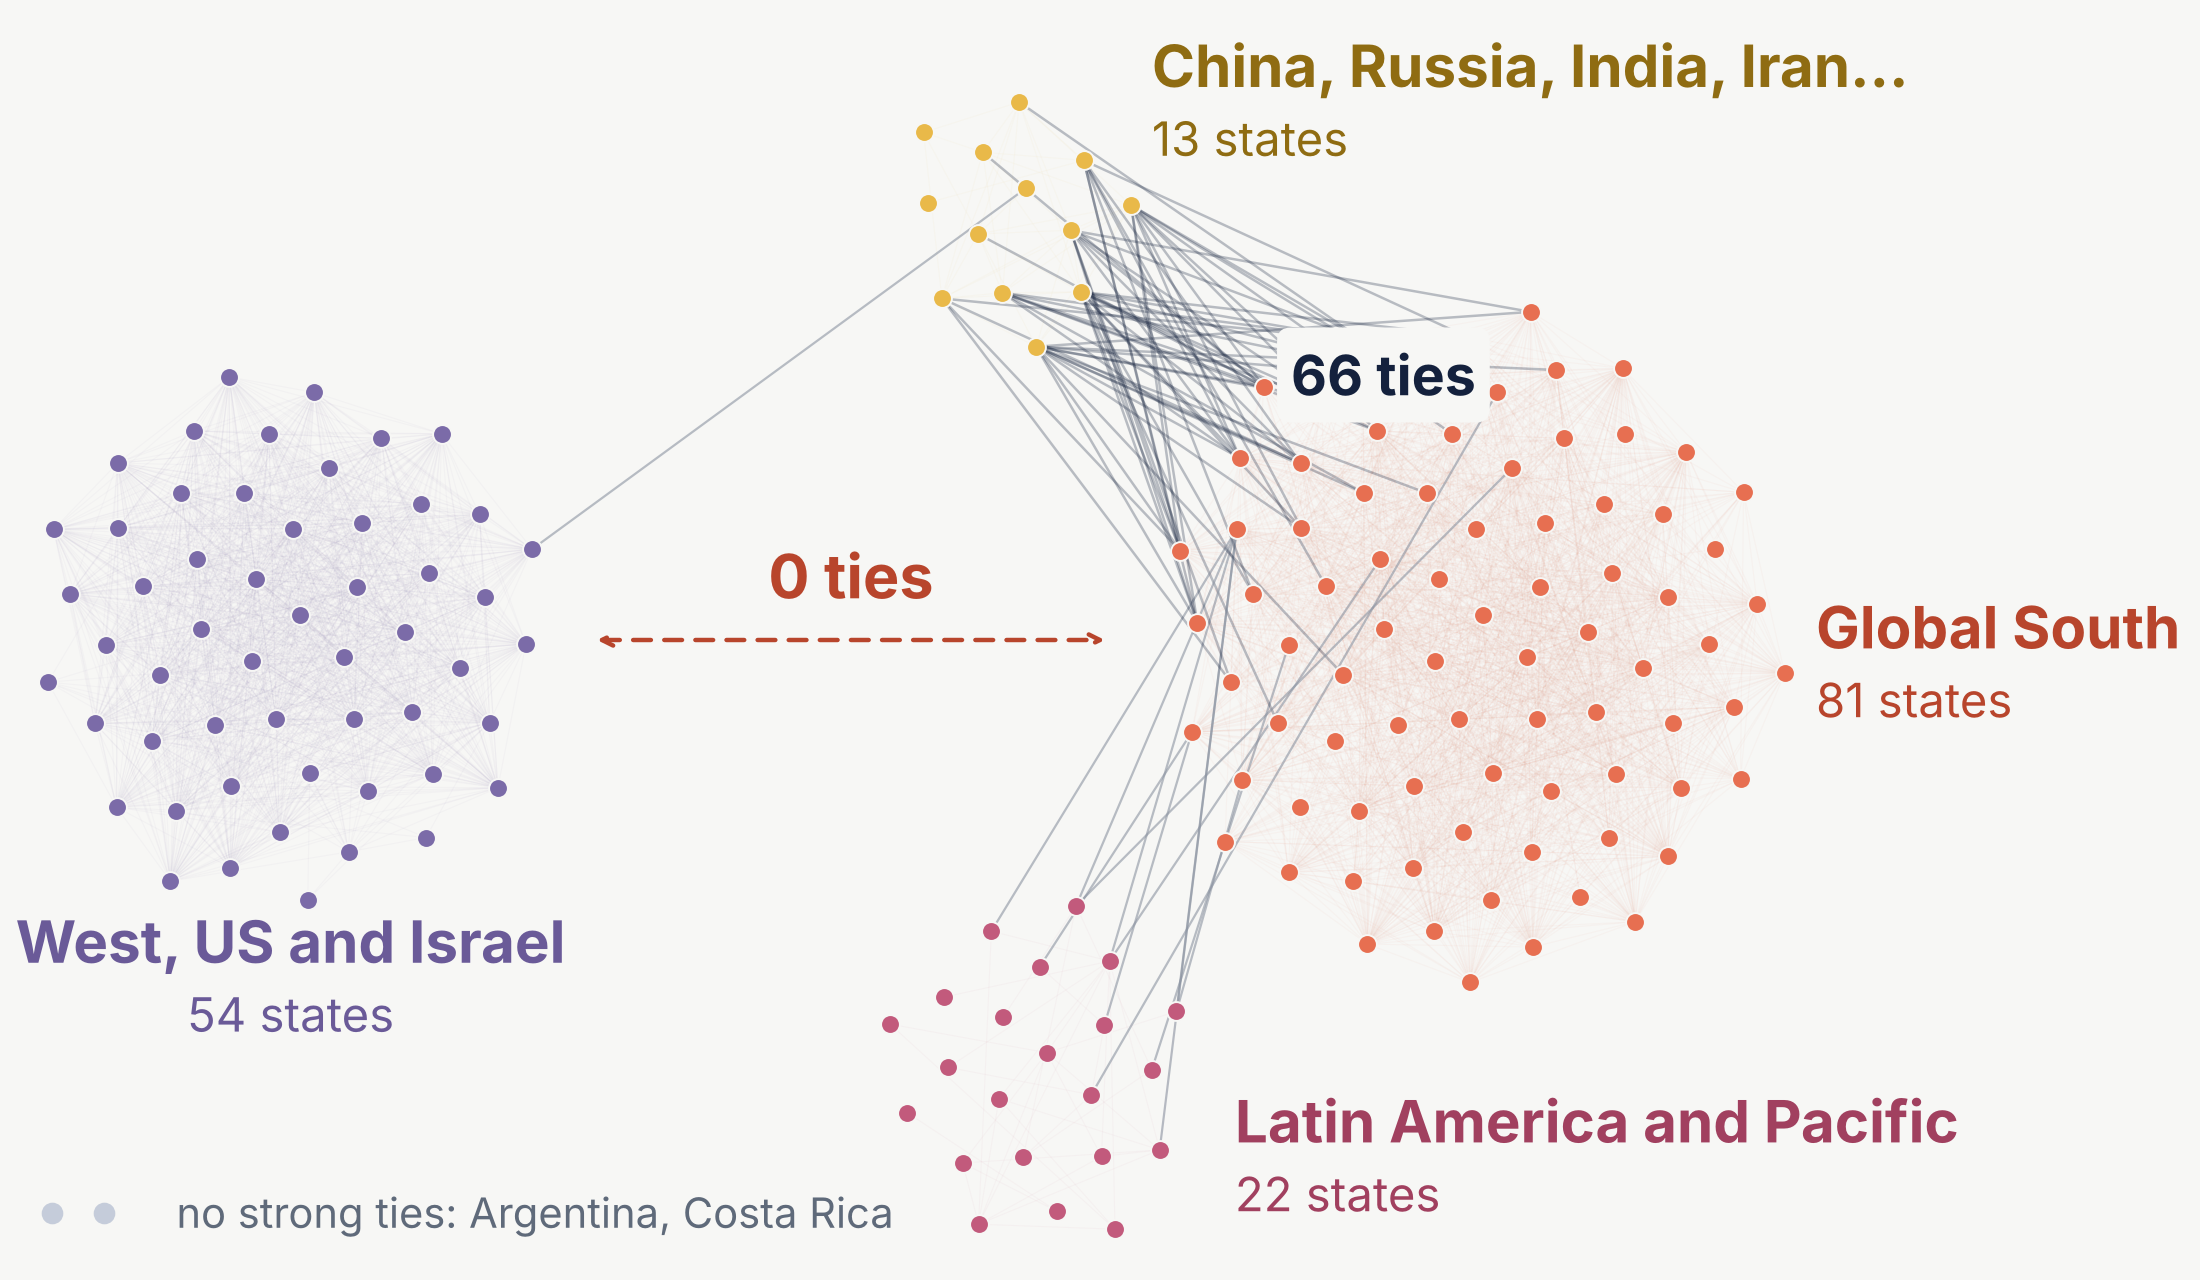 China, Russia, India, Iran...
13 states
66 ties
0 ties
Global South
81 states
West, US and Israel
54 states
Latin America and Pacific
22 states
no strong ties: Argentina, Costa Rica